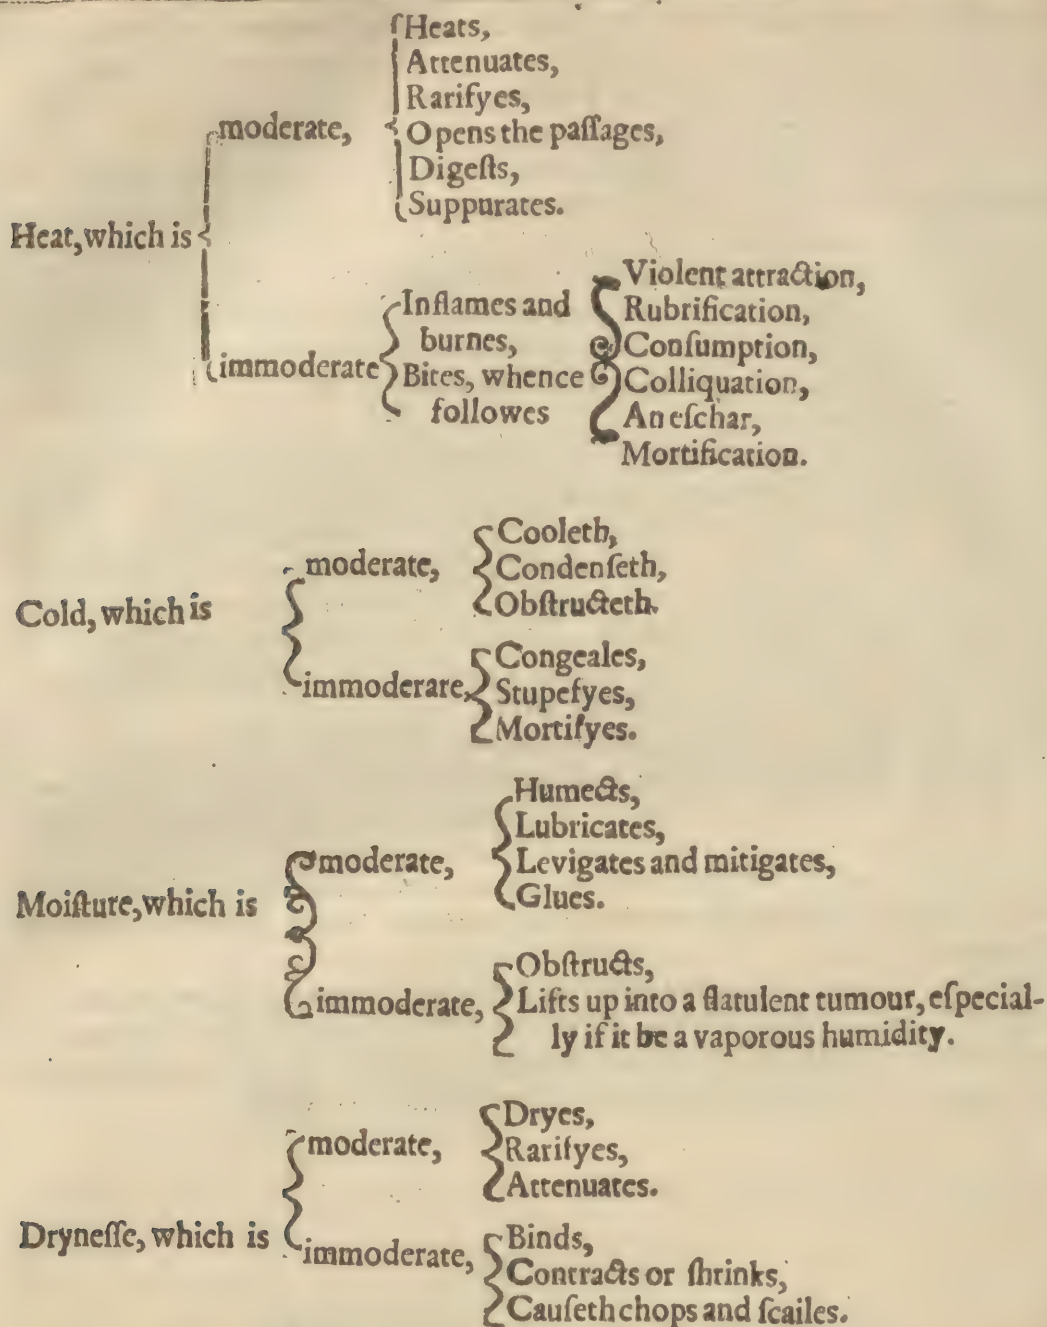 Heat, which is
moderate,
Heats,
Attenuates,
Rarifyes,
Opens the paſſages,
Digeſts,
Suppurates.
immoderate
Inflames and
burnes,
Bites, whence
followes
Violent attraction,
Rubrification,
Conſumption,
Colliquation,
An eſchar,
Mortification.
Cold, which is
moderate,
Cooleth,
Condenſeth,
Obſtructeth.
immoderate,
Congeales,
Stupefyes,
Mortifyes.
Moiſture, which is
moderate,
Humects,
Lubricates,
Levigates and mitigates,
Glues.
immoderate,
Obſtructs,
Lifts up into a flatulent tumour, eſpecial-
ly if it be a vaporous humidity.
Dryneſſe, which is
moderate,
Dryes,
Rarifyes,
Attenuates.
immoderate,
Binds,
Contracts or ſhrinks,
Cauſeth chops and ſcailes.